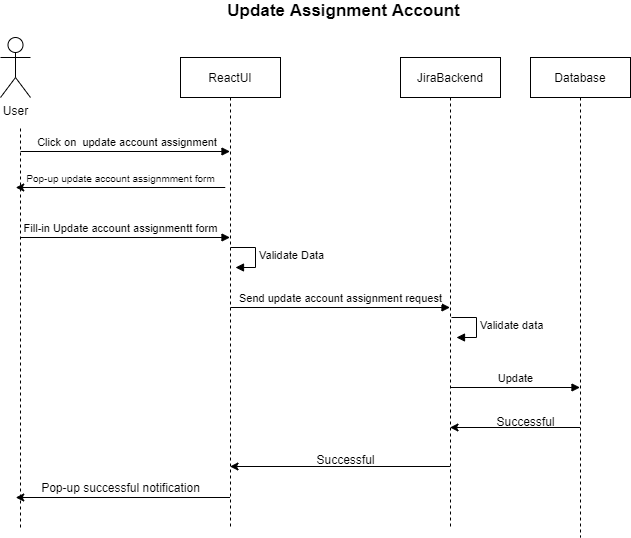 Update Assignment Account
ReactUI
JiraBackend
Database
User
Click on update account assignment
Pop-up update account assignmment form
Fill-in Update account assignmentt form
Validate Data
Send update account assignment request
Validate data
Update
Successful
Successful
Pop-up successful notification